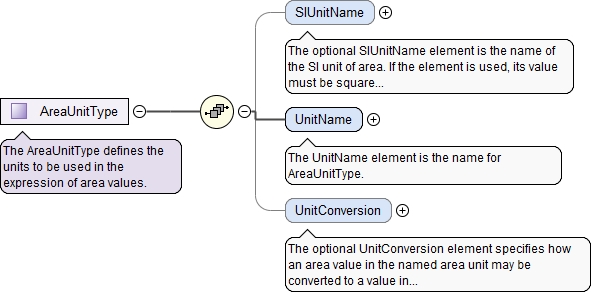 SIUnitName
The optional SIUnitName element is the name of
the SI unit of area. If the element is used, its value
must be square...
AreaUnitType
The AreaUnitType defines the
units to be used in the
expression of area values.
UnitName
The UnitName element is the name for
AreaUnitType.
UnitConversion
The optional UnitConversion element specifies how
an area value in the named area unit may be
converted to a value in...